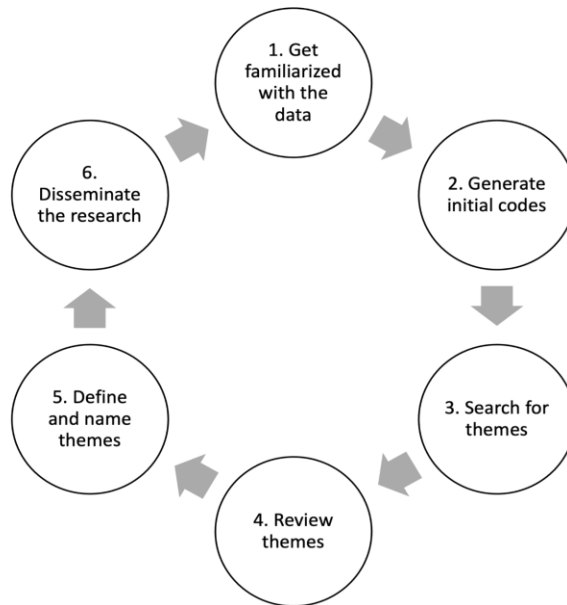 1. Get
familiarized
with the
data
2. Generate
initial codes
3. Search for
themes
4. Review
themes
5. Define
and name
themes
6.
Disseminate
the research